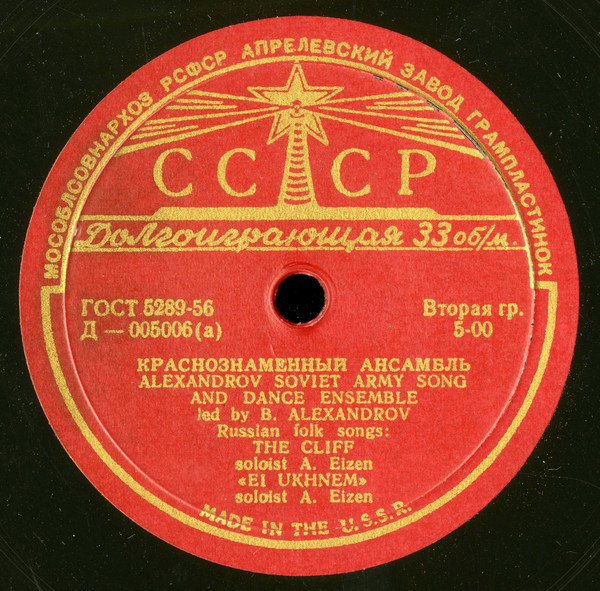 МОСОБЛСОВНАРХОЗ РСФСР АПРЕЛЕВСКИЙ ЗАВОД ГРАМПЛАСТИНОК
СССР
Долгоиграющая 33 об/м.
ГОСТ 5289-56
Д — 005006 (а)
Вторая гр.
5-00
КРАСНОЗНАМЕННЫЙ АНСАМБЛЬ
ALEXANDROV SOVIET ARMY SONG
AND DANCE ENSEMBLE
led by B. ALEXANDROV
Russian folk songs:
THE CLIFF
soloist A. Eizen
«E1 UKHNEM»
soloist A. Eizen
MADE IN THE U.S.S.R.